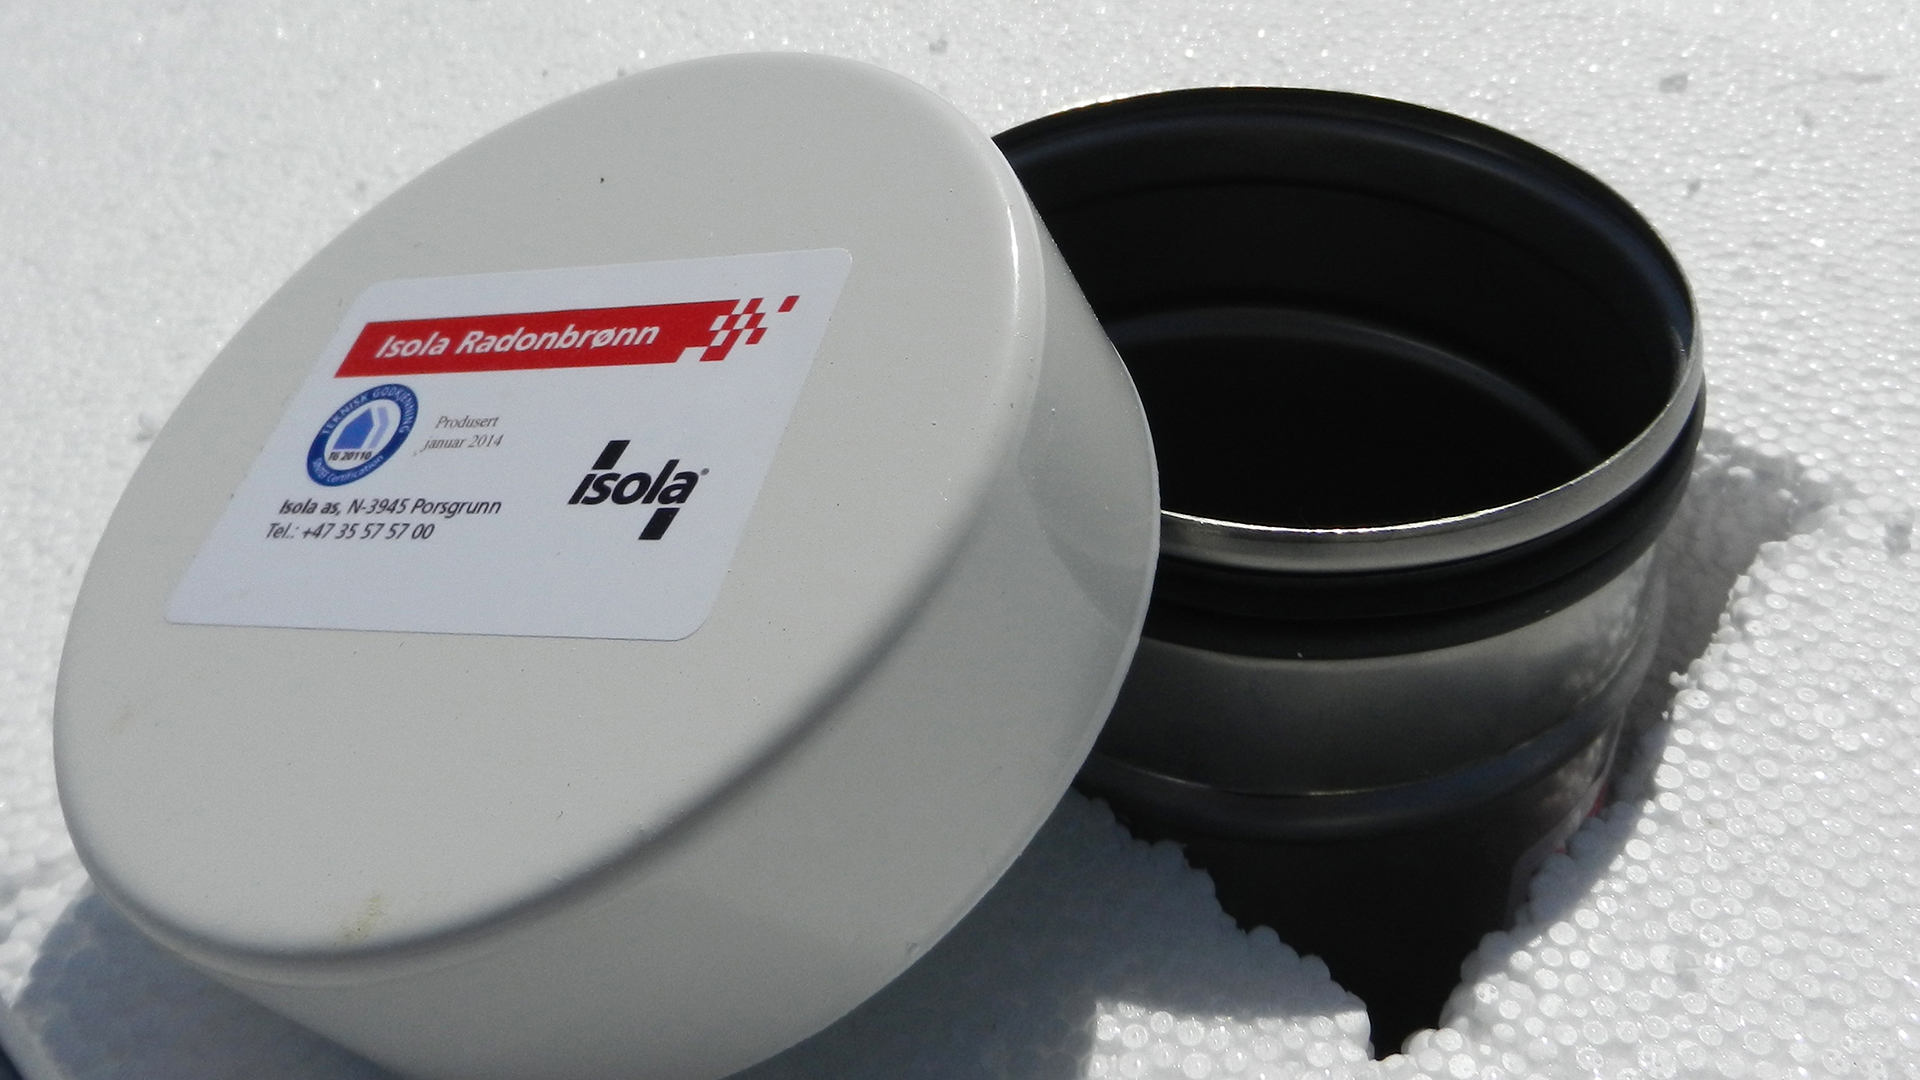 Isola Radonbrønn
TEKNISK GODKJENNING
TG 20110
SINTEF Certification
Produsert
januar 2014
isola®
Isola as, N-3945 Porsgrunn
Tel.: +47 35 57 57 00